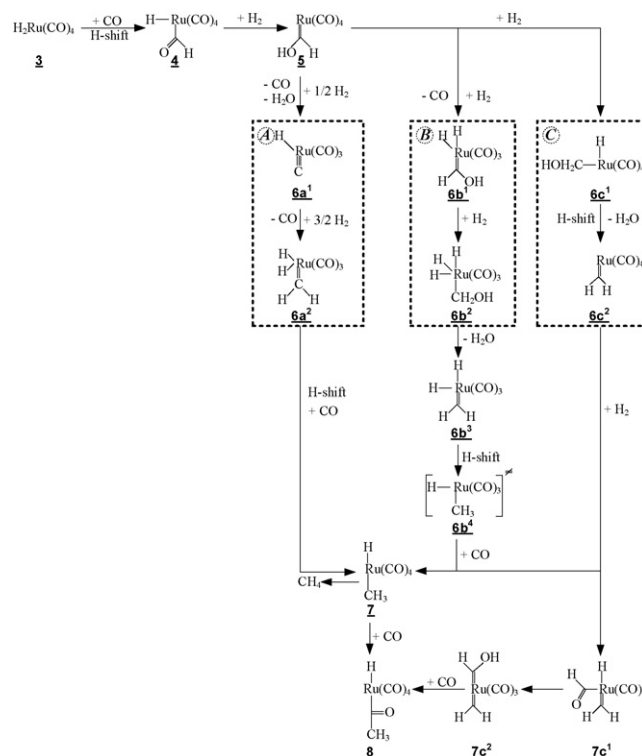 H₂Ru(CO)₄
3
+ CO
H-shift
H
Ru(CO)₄
O
H
4
+ H₂
Ru(CO)₄
HO
H
5
+ H₂
- CO
- H₂O
+ 1/2 H₂
- CO
+ H₂
A
H
Ru(CO)₃
C
6a¹
- CO
+ 3/2 H₂
H
H
Ru(CO)₃
C
H
H
6a²
B
H
H
Ru(CO)₃
H
OH
6b¹
+ H₂
H
H
H
Ru(CO)₃
CH₂OH
6b²
C
H
HOH₂C
Ru(CO)
6c¹
H-shift
- H₂O
Ru(CO)₄
H
H
6c²
- H₂O
H
H
Ru(CO)₃
H
H
6b³
H-shift
H
Ru(CO)₃
CH₃
≠
6b⁴
+ CO
H-shift
+ CO
+ H₂
H
Ru(CO)₄
CH₃
7
CH₄
+ CO
H
Ru(CO)₄
O
CH₃
8
+ CO
H
OH
Ru(CO)₃
H
H
7c²
H
O
H
Ru(CO)
H
H
7c¹